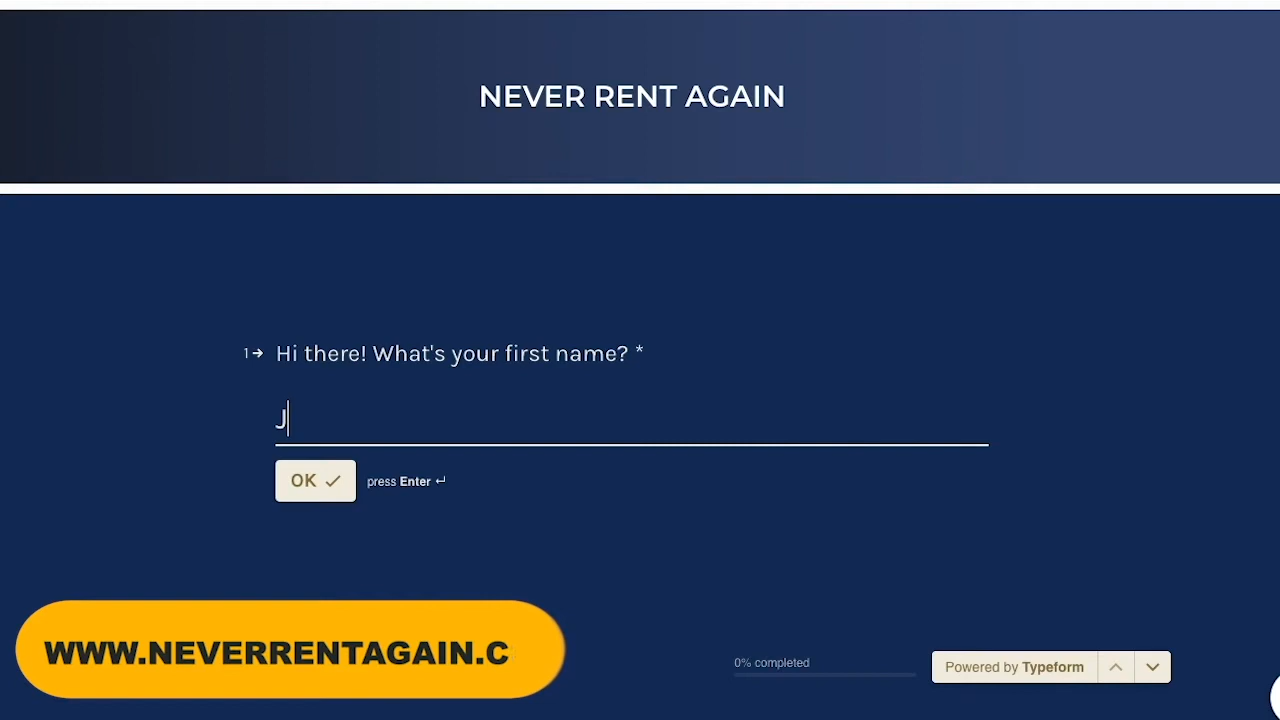 NEVER RENT AGAIN
1 → Hi there! What's your first name? *
J
OK ✓ press Enter ↵
WWW.NEVERRENTAGAIN.C
0% completed
Powered by Typeform